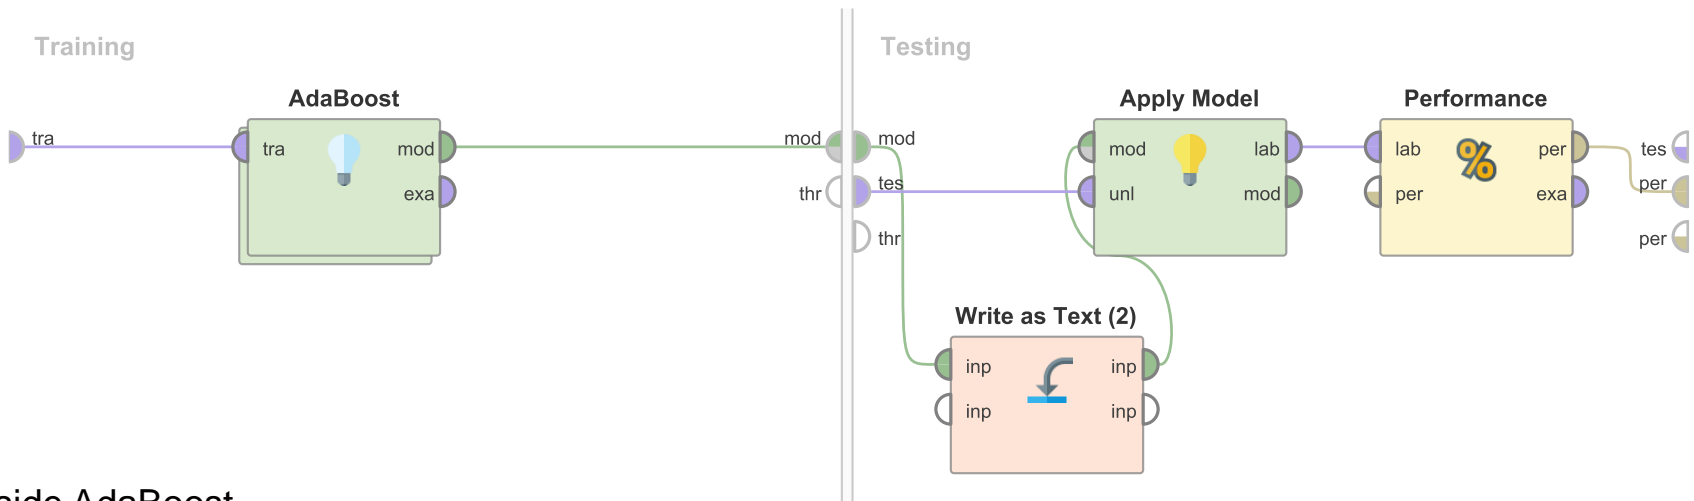 Training
Testing
AdaBoost
Apply Model
Performance
tra
tra
mod
mod
mod
mod
lab
lab
per
tes
exa
thr
tes
unl
mod
per
exa
per
thr
per
Write as Text (2)
inp
inp
inp
inp
AdaBoost